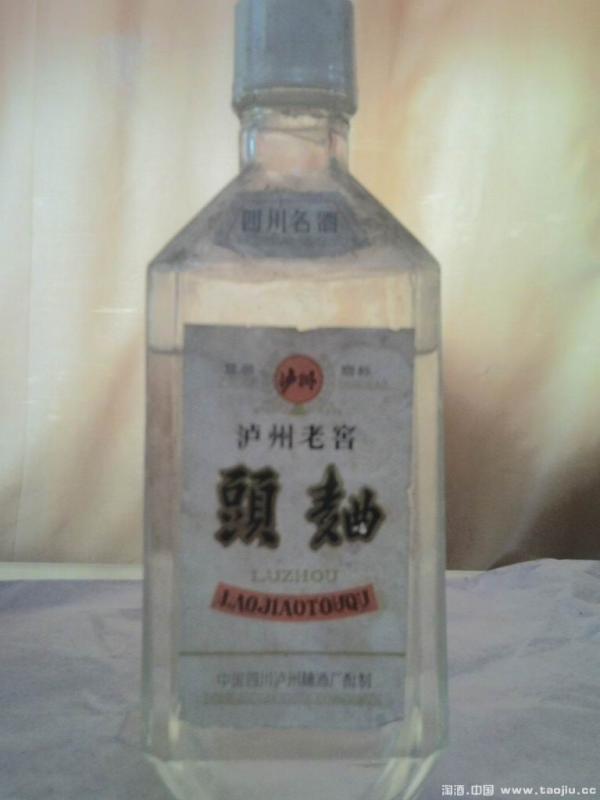 四川名酒
泸州
泸州老窖
頭麯
LUZHOU
LAOJIAOTOUQU
中国四川泸州酿酒厂配制
淘酒.中国 www.taojiu.cc